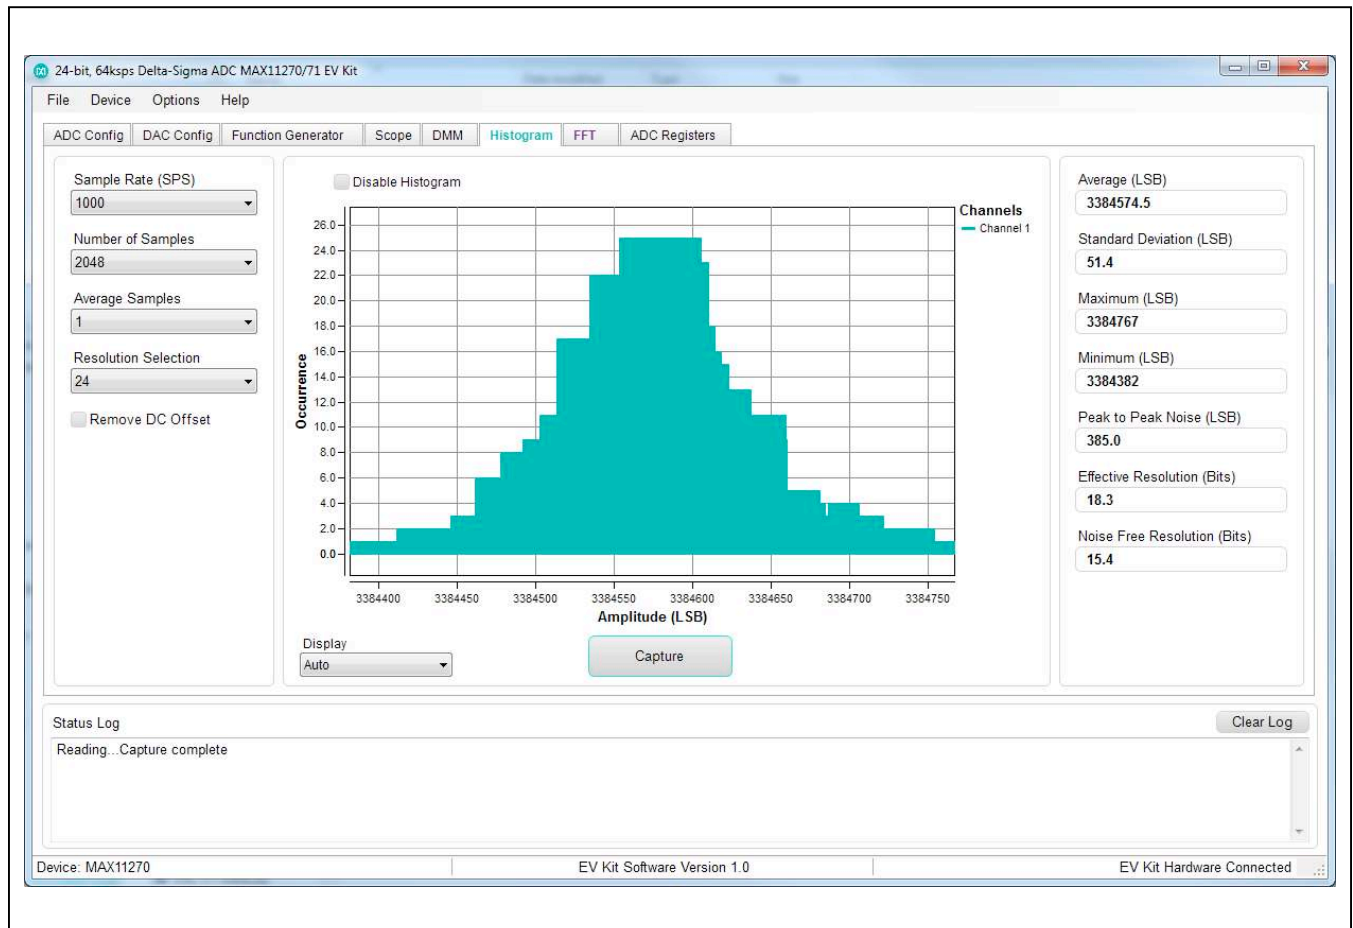 24-bit, 64ksps Delta-Sigma ADC MAX11270/71 EV Kit
File Device Options Help
ADC Config DAC Config Function Generator Scope DMM Histogram FFT ADC Registers
Sample Rate (SPS)
1000
Number of Samples
2048
Average Samples
1
Resolution Selection
24
Remove DC Offset
Disable Histogram
26.0
24.0
22.0
20.0
18.0
16.0
14.0
12.0
10.0
8.0
6.0
4.0
2.0
0.0
Occurrence
3384400 3384450 3384500 3384550 3384600 3384650 3384700 3384750
Amplitude (LSB)
Channels
Channel 1
Display
Auto
Capture
Average (LSB)
3384574.5
Standard Deviation (LSB)
51.4
Maximum (LSB)
3384767
Minimum (LSB)
3384382
Peak to Peak Noise (LSB)
385.0
Effective Resolution (Bits)
18.3
Noise Free Resolution (Bits)
15.4
Status Log
Clear Log
Reading...Capture complete
Device: MAX11270 EV Kit Software Version 1.0 EV Kit Hardware Connected